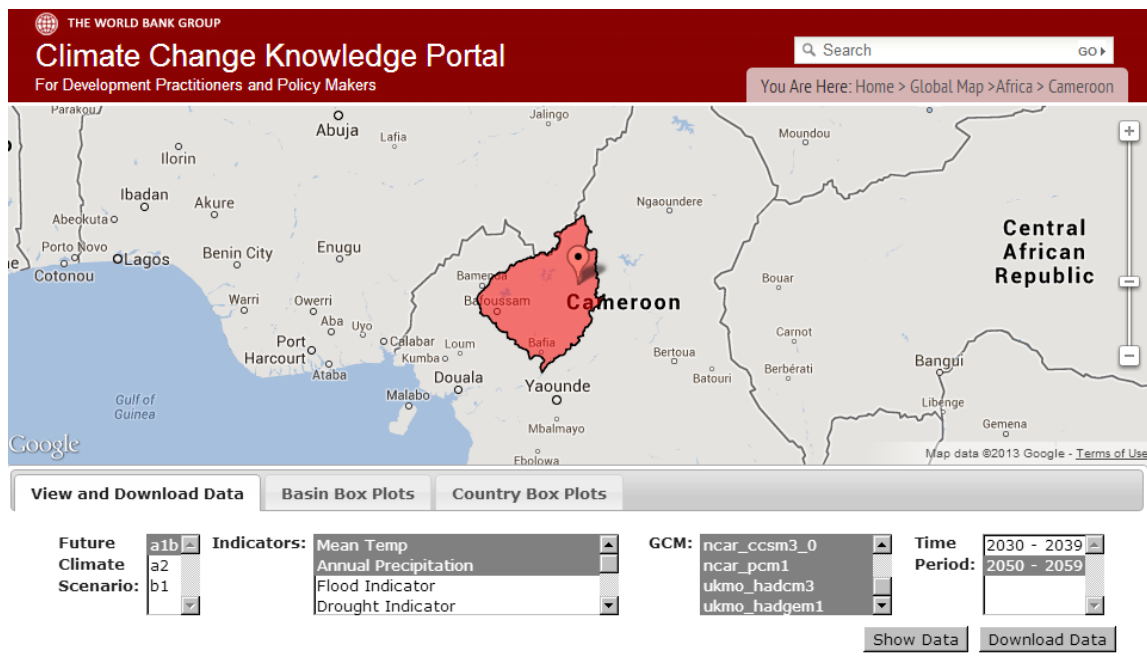 THE WORLD BANK GROUP
Climate Change Knowledge Portal
For Development Practitioners and Policy Makers
Search GO
You Are Here: Home > Global Map >Africa > Cameroon
Parakou
Abuja
Lafia
Jalingo
Moundou
Ilorin
Ibadan
Akure
Ngaoundere
Abeokuta
Porto Novo
Lagos
Benin City
Enugu
Cotonou
Central
African
Republic
Bamenda
Bafoussam
Cameroon
Bouar
Warri
Owerri
Aba
Uyo
Calabar
Loum
Bafia
Carnot
Port
Harcourt
Kumba
Bertoua
Bangui
Ataba
Douala
Yaounde
Batouri
Berbérati
Malabo
Gulf of
Guinea
Mbalmayo
Libenge
Gemena
Google
Ebolowa
Map data ©2013 Google - Terms of Use
View and Download Data
Basin Box Plots
Country Box Plots
Future
Climate
Scenario:
a1b
a2
b1
Indicators:
Mean Temp
Annual Precipitation
Flood Indicator
Drought Indicator
GCM:
ncar_ccsm3_0
ncar_pcm1
ukmo_hadcm3
ukmo_hadgem1
Time
Period:
2030 - 2039
2050 - 2059
Show Data
Download Data